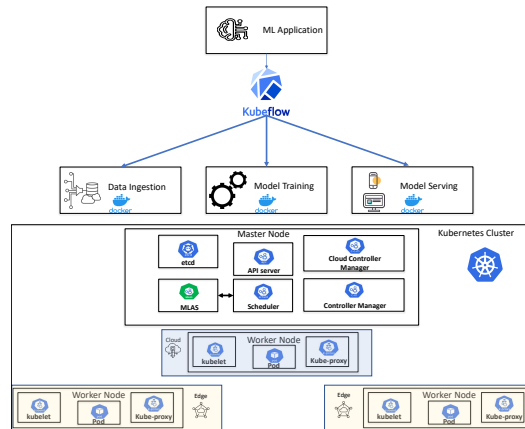 ML Application
Kubeflow
Data Ingestion
docker
Model Training
docker
Model Serving
docker
Kubernetes Cluster
Master Node
etcd
API server
Cloud Controller
Manager
MLAS
Scheduler
Controller Manager
Cloud
Worker Node
kubelet
Pod
Kube-proxy
Worker Node
Edge
kubelet
Pod
Kube-proxy
Edge
Worker Node
kubelet
Pod
Kube-proxy